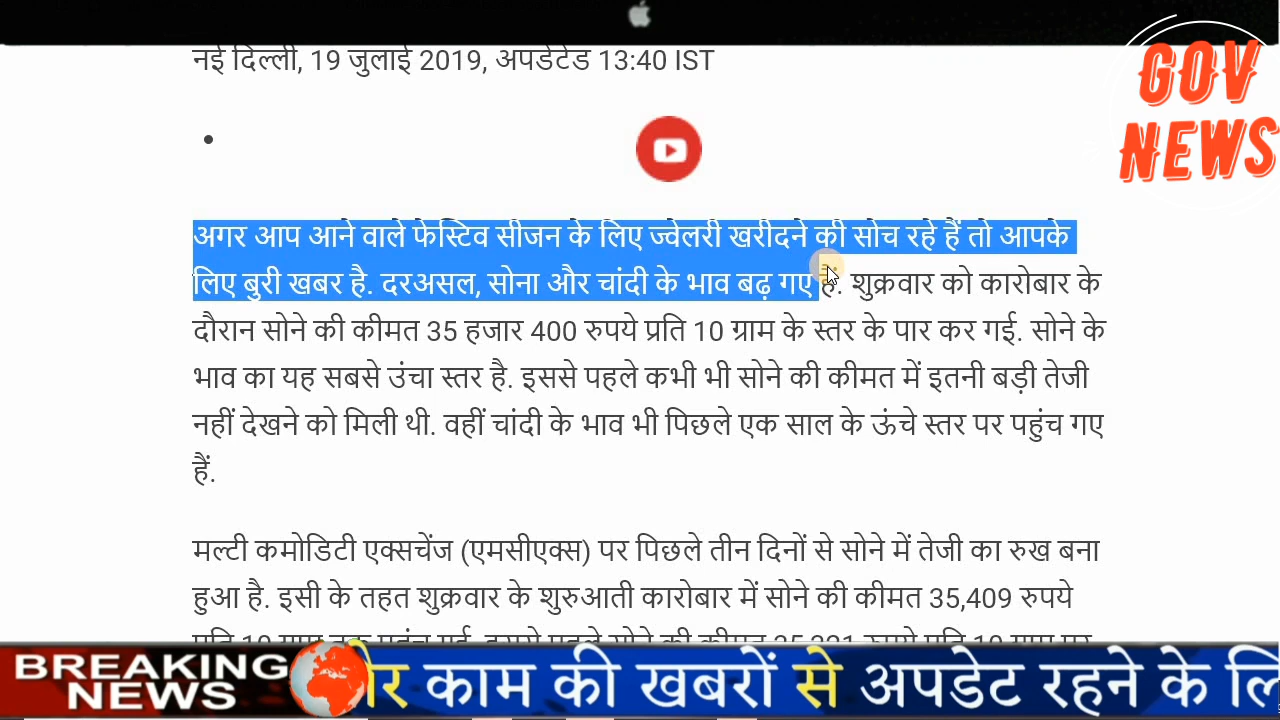 नई दिल्ली, 19 जुलाई 2019, अपडेटेड 13:40 IST
GOV
NEWS
अगर आप आने वाले फेस्टिव सीजन के लिए ज्वेलरी खरीदने की सोच रहे हैं तो आपके
लिए बुरी खबर है. दरअसल, सोना और चांदी के भाव बढ़ गए हैं. शुक्रवार को कारोबार के
दौरान सोने की कीमत 35 हजार 400 रुपये प्रति 10 ग्राम के स्तर के पार कर गई. सोने के
भाव का यह सबसे उंचा स्तर है. इससे पहले कभी भी सोने की कीमत में इतनी बड़ी तेजी
नहीं देखने को मिली थी. वहीं चांदी के भाव भी पिछले एक साल के ऊंचे स्तर पर पहुंच गए
हैं.
मल्टी कमोडिटी एक्सचेंज (एमसीएक्स) पर पिछले तीन दिनों से सोने में तेजी का रुख बना
हुआ है. इसी के तहत शुक्रवार के शुरुआती कारोबार में सोने की कीमत 35,409 रुपये
BREAKING
NEWS
काम की खबरों से अपडेट रहने के